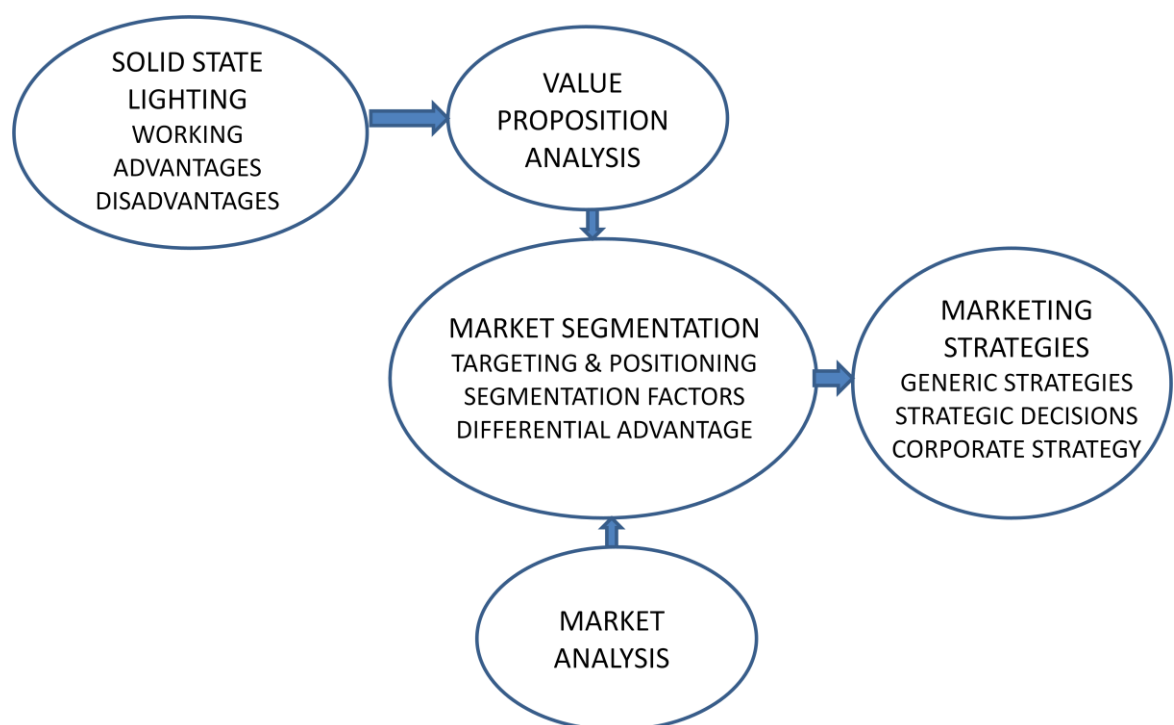 SOLID STATE
LIGHTING
WORKING
ADVANTAGES
DISADVANTAGES
VALUE
PROPOSITION
ANALYSIS
MARKET SEGMENTATION
TARGETING & POSITIONING
SEGMENTATION FACTORS
DIFFERENTIAL ADVANTAGE
MARKETING
STRATEGIES
GENERIC STRATEGIES
STRATEGIC DECISIONS
CORPORATE STRATEGY
MARKET
ANALYSIS